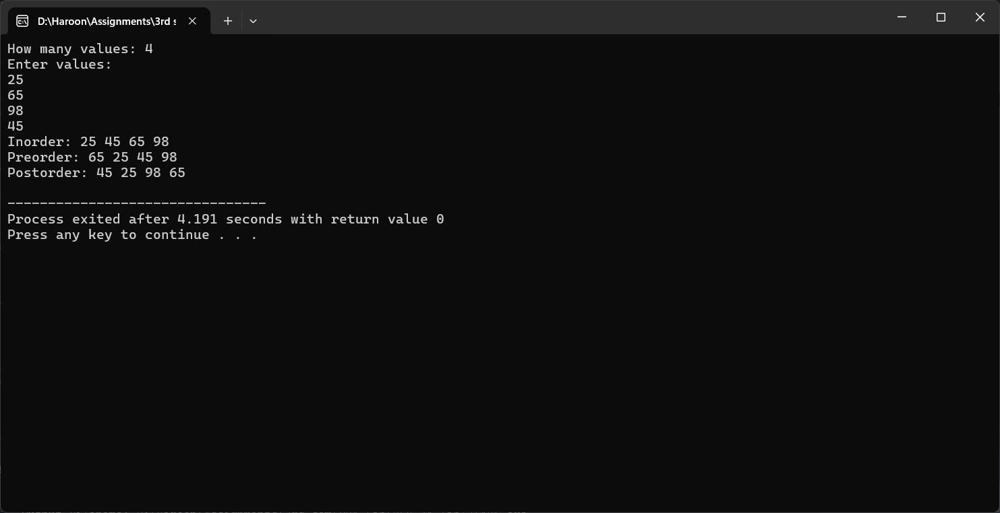 D:\Haroon\Assignments\3rd s
How many values: 4
Enter values:
25
65
98
45
Inorder: 25 45 65 98
Preorder: 65 25 45 98
Postorder: 45 25 98 65
--------------------------------
Process exited after 4.191 seconds with return value 0
Press any key to continue . . .